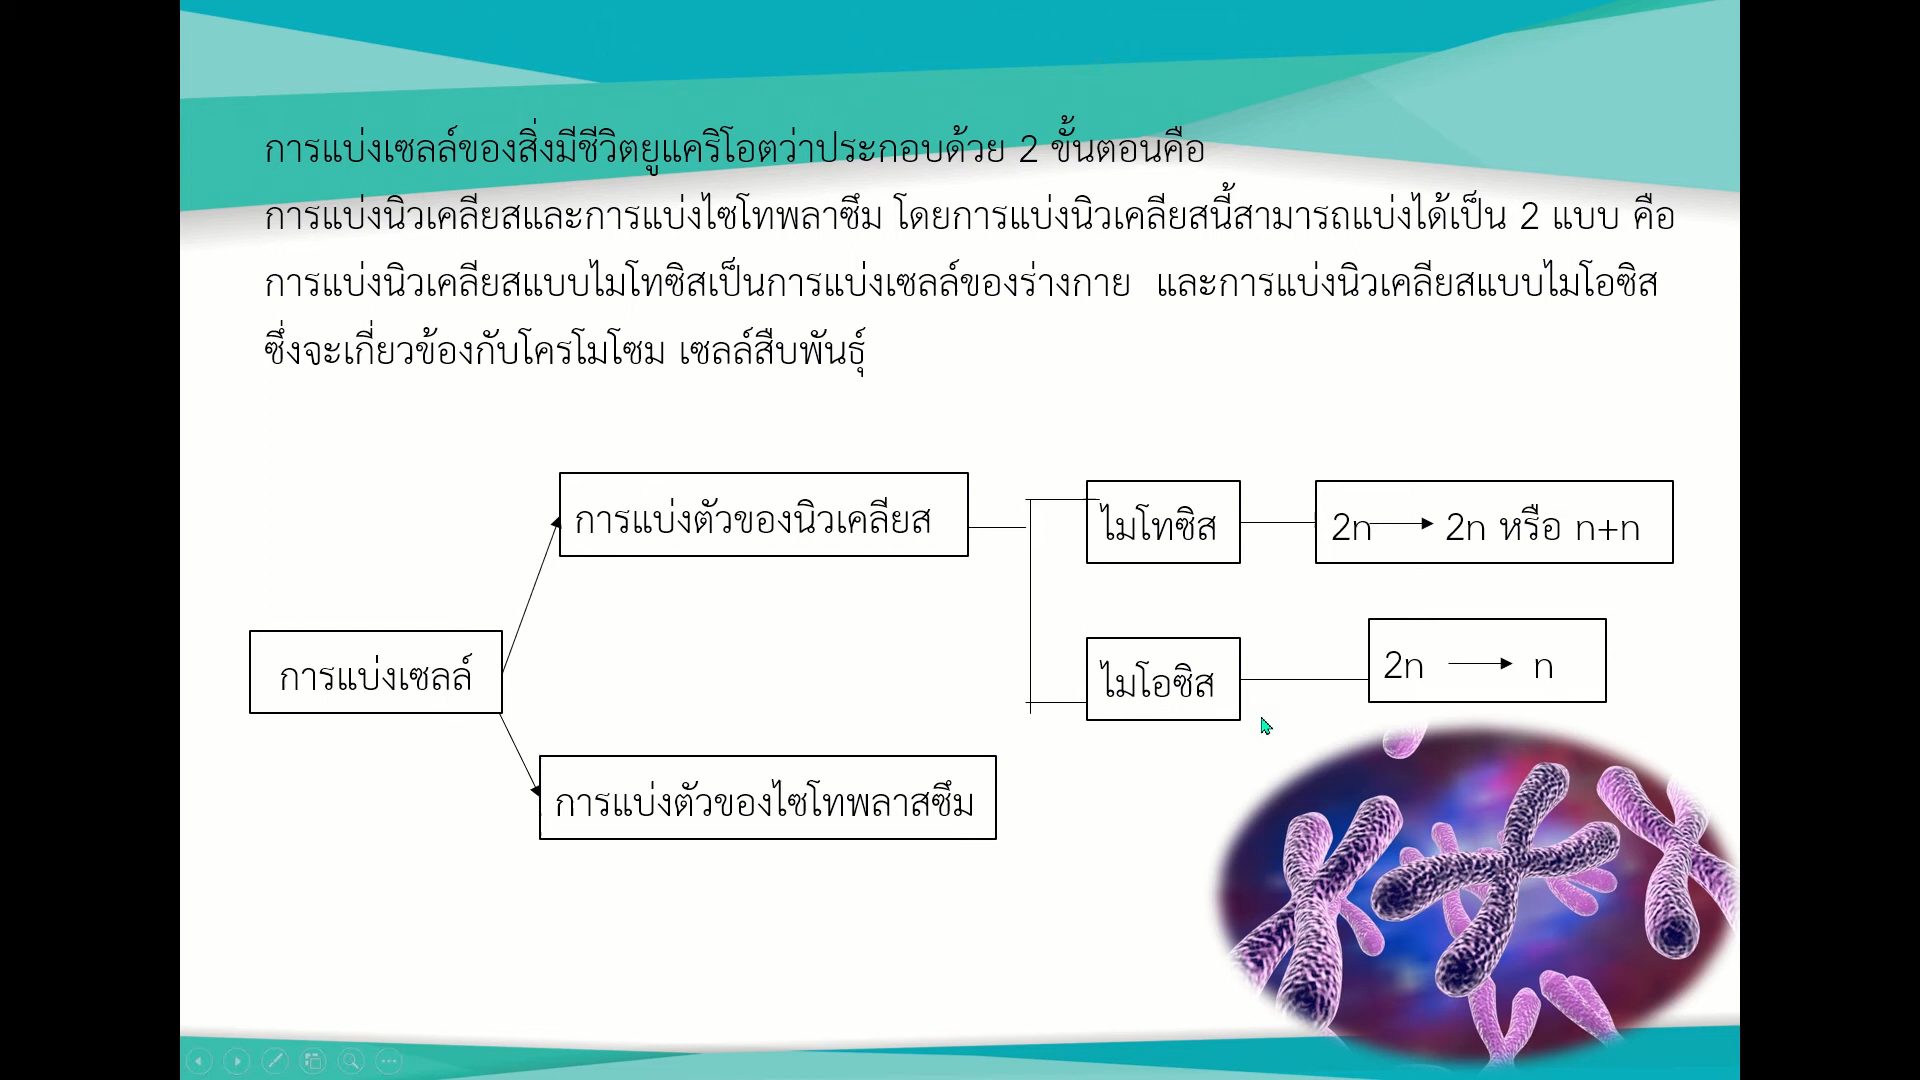 การแบ่งเซลล์ของสิ่งมีชีวิตยูแคริโอตว่าประกอบด้วย 2 ขั้นตอนคือ
การแบ่งนิวเคลียสและการแบ่งไซโทพลาซึม โดยการแบ่งนิวเคลียสนี้สามารถแบ่งได้เป็น 2 แบบ คือ
การแบ่งนิวเคลียสแบบไมโทซิสเป็นการแบ่งเซลล์ของร่างกาย และการแบ่งนิวเคลียสแบบไมโอซิส
ซึ่งจะเกี่ยวข้องกับโครโมโซม เซลล์สืบพันธุ์
การแบ่งตัวของนิวเคลียส
ไมโทซิส
2n → 2n หรือ n+n
การแบ่งเซลล์
ไมโอซิส
2n → n
การแบ่งตัวของไซโทพลาสซึม